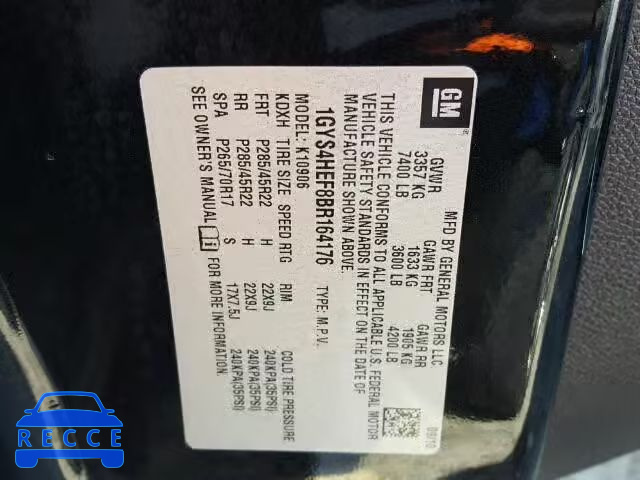 GM
MFD BY GENERAL MOTORS LLC
GVWR GAWR FRT GAWR RR
3357 KG 1633 KG 1905 KG
7400 LB 3600 LB 4200 LB
09/10
THIS VEHICLE CONFORMS TO ALL APPLICABLE U.S. FEDERAL MOTOR
VEHICLE SAFETY STANDARDS IN EFFECT ON THE DATE OF
MANUFACTURE SHOWN ABOVE.
1GYS4HEF8BR164176 TYPE: M.P.V.
MODEL: K10906
KDXH TIRE SIZE SPEED RTG RIM COLD TIRE PRESSURE
FRT P285/45R22 H 22X9J 240KPA(35PSI)
RR P285/45R22 H 22X9J 240KPA(35PSI)
SPA P265/70R17 S 17X7.5J 240KPA(35PSI)
SEE OWNER'S MANUAL
RECCE